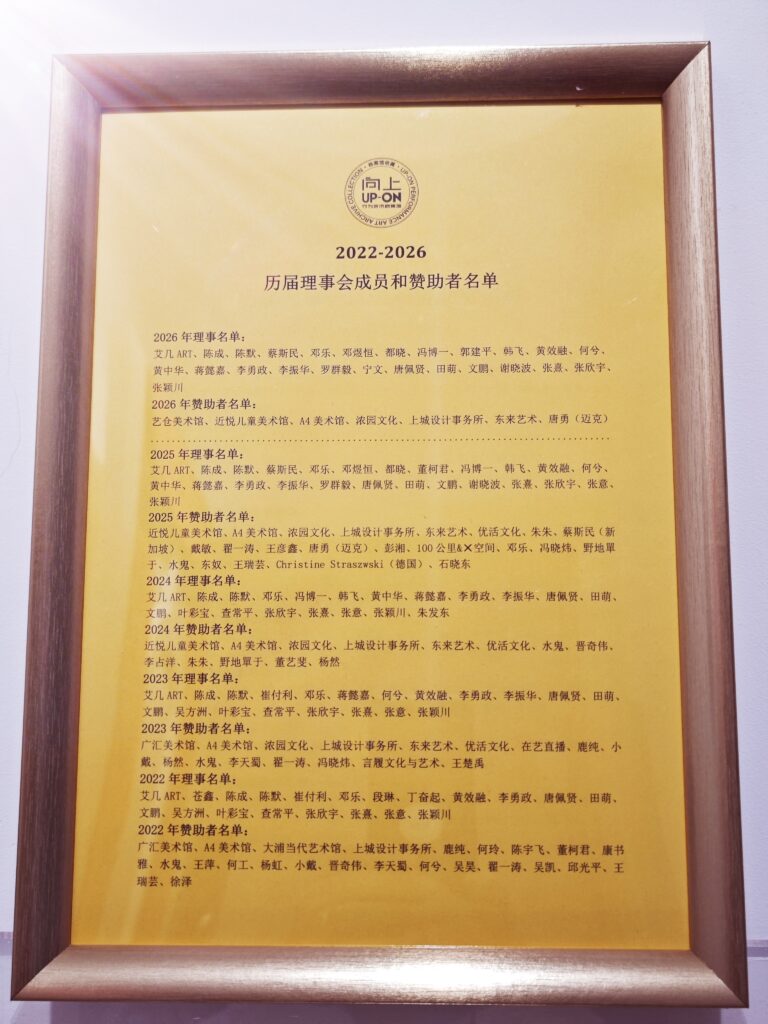 向上
UP-ON
UP-ON PERFORMANCE ART ARCHIVE COLLECTION
2022-2026
历届理事会成员和赞助者名单
2026 年理事名单：
艾几 ART、陈成、陈默、蔡斯民、邓乐、邓煜恒、都晓、冯博一、郭建平、韩飞、黄效融、何兮、
黄中华、蒋懿嘉、李勇政、李振华、罗群毅、宁文、唐佩贤、田萌、文鹏、谢晓波、张熹、张欣宇、
张颖川
2026 年赞助者名单：
艺仓美术馆、近悦儿童美术馆、A4 美术馆、浓园文化、上城设计事务所、东来艺术、唐勇（迈克）
2025 年理事名单：
艾几 ART、陈成、陈默、蔡斯民、邓乐、邓煜恒、都晓、董柯君、冯博一、韩飞、黄效融、何兮、
黄中华、蒋懿嘉、李勇政、李振华、罗群毅、唐佩贤、田萌、文鹏、谢晓波、张熹、张欣宇、张意、
张颖川
2025 年赞助者名单：
近悦儿童美术馆、A4 美术馆、浓园文化、上城设计事务所、东来艺术、优活文化、朱朱、蔡斯民（新
加坡）、戴敏、翟一涛、王彦鑫、唐勇（迈克）、彭湘、100 公里&✕空间、邓乐、冯晓炜、野地單
于、水鬼、东奴、王瑞芸、Christine Straszwski（德国）、石晓东
2024 年理事名单：
艾几 ART、陈成、陈默、邓乐、冯博一、韩飞、黄中华、蒋懿嘉、李勇政、李振华、唐佩贤、田萌、
文鹏、叶彩宝、查常平、张欣宇、张熹、张意、张颖川、朱发东
2024 年赞助者名单：
近悦儿童美术馆、A4 美术馆、浓园文化、上城设计事务所、东来艺术、优活文化、水鬼、晋奇伟、
李占洋、朱朱、野地單于、董艺斐、杨然
2023 年理事名单：
艾几 ART、陈成、陈默、崔付利、邓乐、蒋懿嘉、何兮、黄效融、李勇政、李振华、唐佩贤、田萌、
文鹏、吴方洲、叶彩宝、查常平、张欣宇、张熹、张意、张颖川
2023 年赞助者名单：
广汇美术馆、A4 美术馆、浓园文化、上城设计事务所、东来艺术、优活文化、在艺直播、鹿纯、小
戴、杨然、水鬼、李天蜀、翟一涛、冯晓炜、言履文化与艺术、王楚禹
2022 年理事名单：
艾几 ART、苍鑫、陈成、陈默、崔付利、邓乐、段琳、丁奋起、黄效融、李勇政、唐佩贤、田萌、
文鹏、吴方洲、叶彩宝、查常平、张欣宇、张熹、张意、张颖川
2022 年赞助者名单：
广汇美术馆、A4 美术馆、大浦当代艺术馆、上城设计事务所、鹿纯、何玲、陈宇飞、董柯君、康书
雅、水鬼、王萍、何工、杨虹、小戴、晋奇伟、李天蜀、何兮、吴昊、翟一涛、吴凯、邱光平、王
瑞芸、徐泽